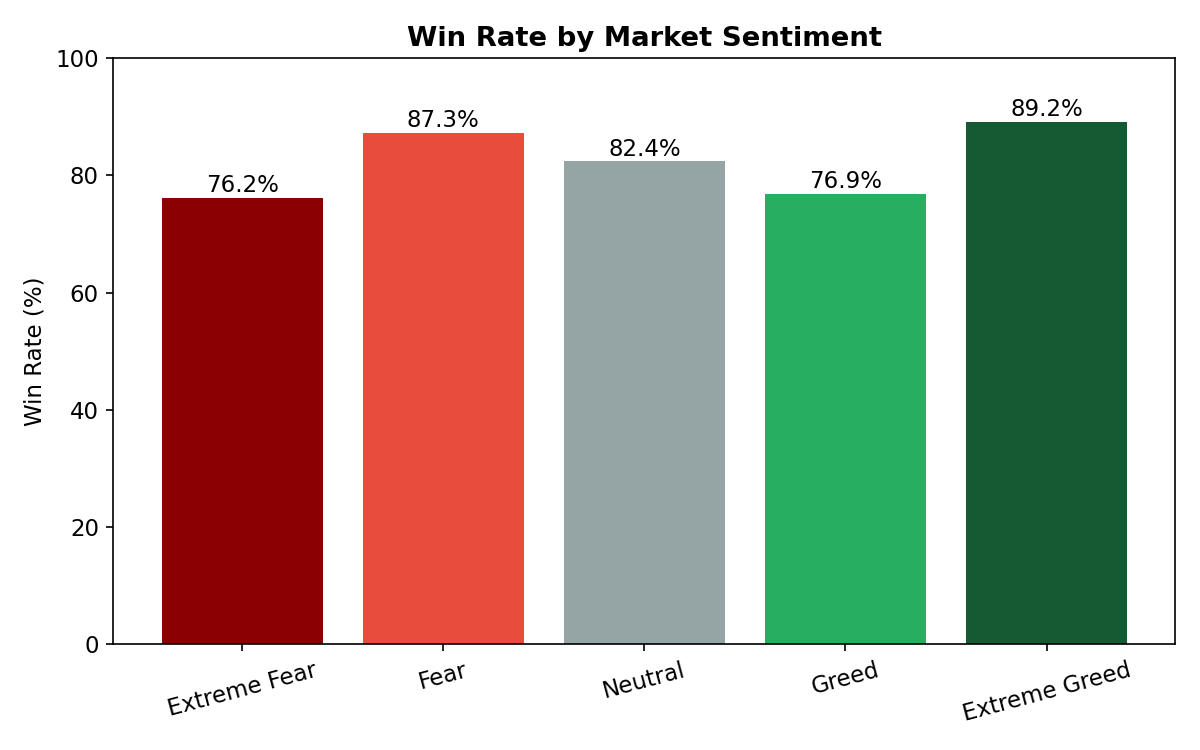 Win Rate by Market Sentiment
Win Rate (%)
100
80
60
40
20
0
76.2%
87.3%
82.4%
76.9%
89.2%
Extreme Fear
Fear
Neutral
Greed
Extreme Greed